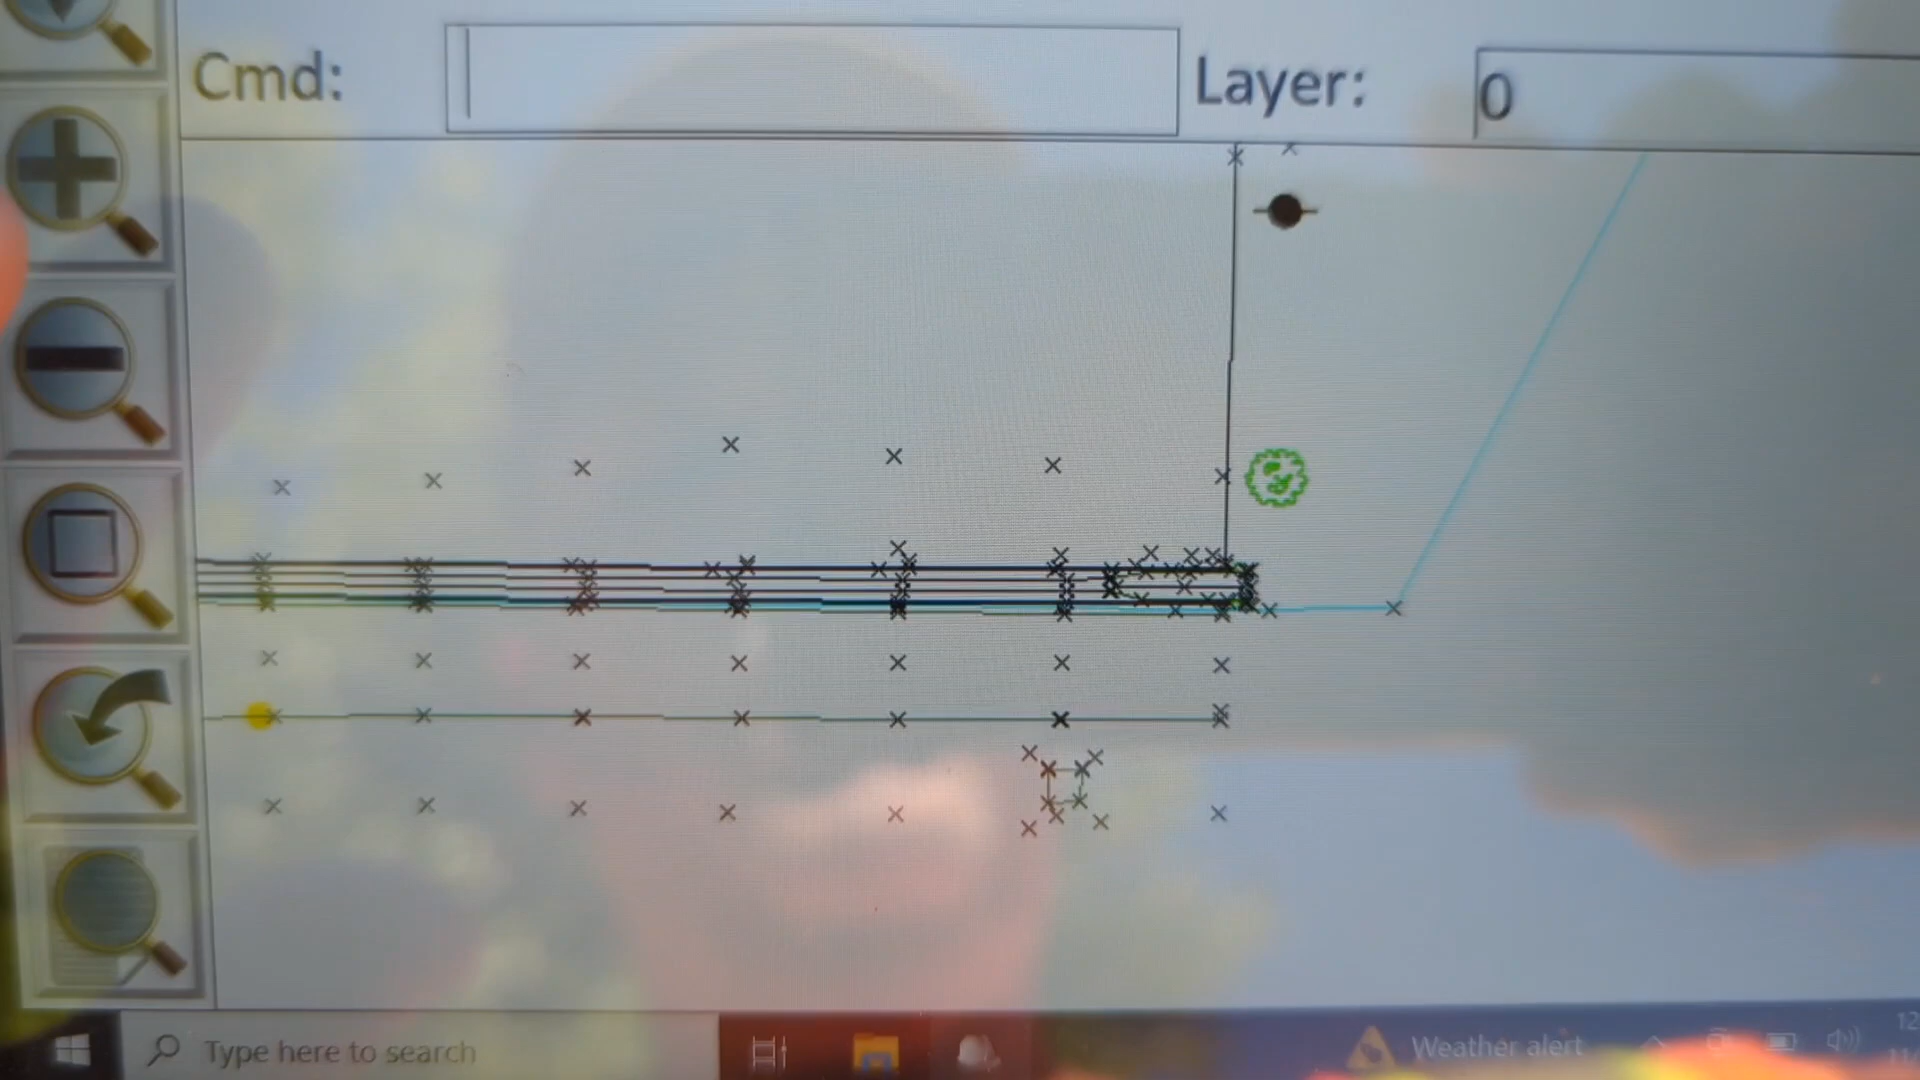 Cmd:
Layer:
0
Type here to search
Weather alert